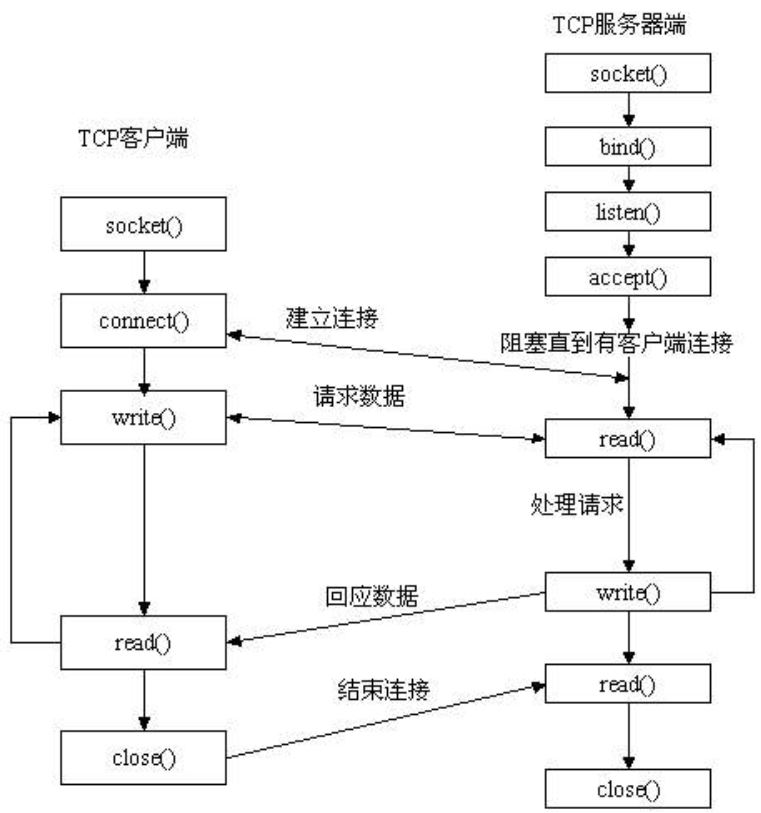 TCP服务器端
socket()
bind()
TCP客户端
listen()
socket()
accept()
connect()
建立连接
阻塞直到有客户端连接
请求数据
write()
read()
处理请求
write()
回应数据
read()
read()
结束连接
close()
close()